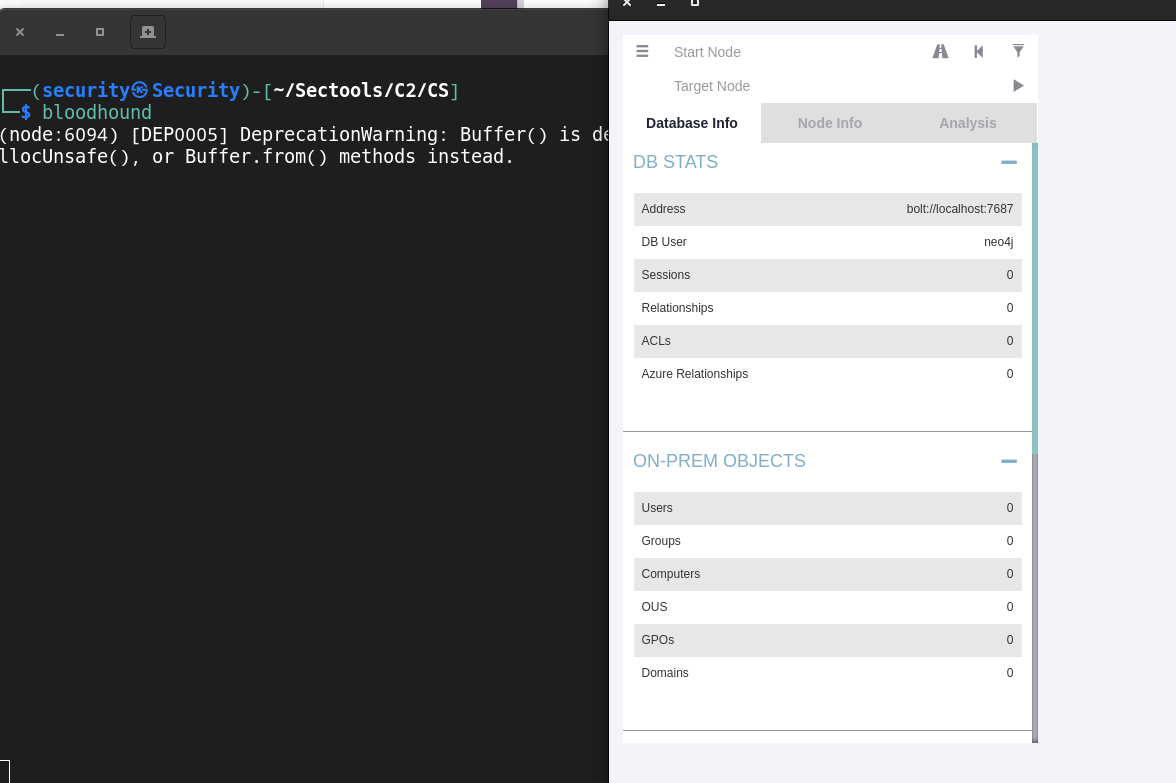 (security㉿Security)-[~/Sectools/C2/CS]
$ bloodhound
(node:6094) [DEP0005] DeprecationWarning: Buffer() is de
llocUnsafe(), or Buffer.from() methods instead.
Start Node
Target Node
Database Info Node Info Analysis
DB STATS
Address bolt://localhost:7687
DB User neo4j
Sessions 0
Relationships 0
ACLs 0
Azure Relationships 0
ON-PREM OBJECTS
Users 0
Groups 0
Computers 0
OUS 0
GPOs 0
Domains 0